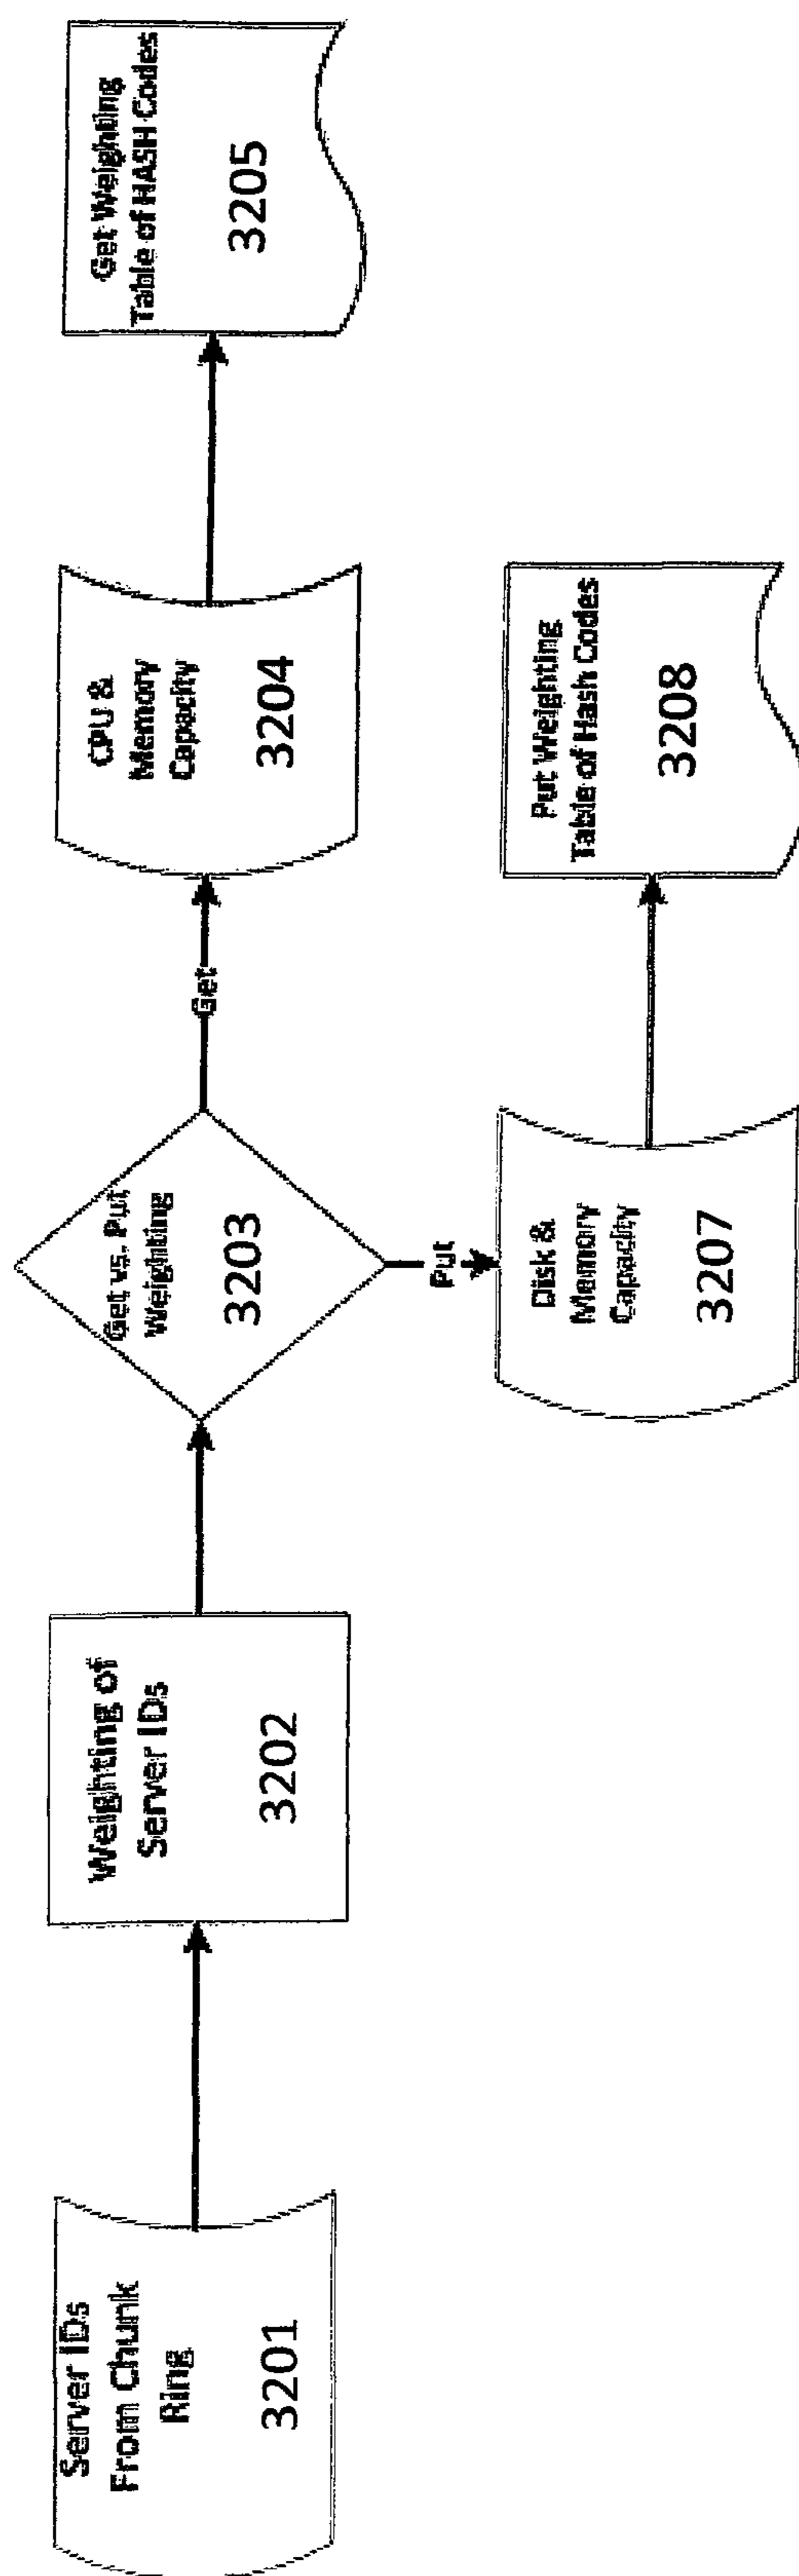 Server IDs
From Chunk
Ring
3201
Weighting of
Server IDs
3202
Get vs. Put
Weighting
3203
Get
CPU &
Memory
Capacity
3204
Get Weighting
Table of HASH Codes
3205
Put
Disk &
Memory
Capacity
3207
Put Weighting
Table of Hash Codes
3208